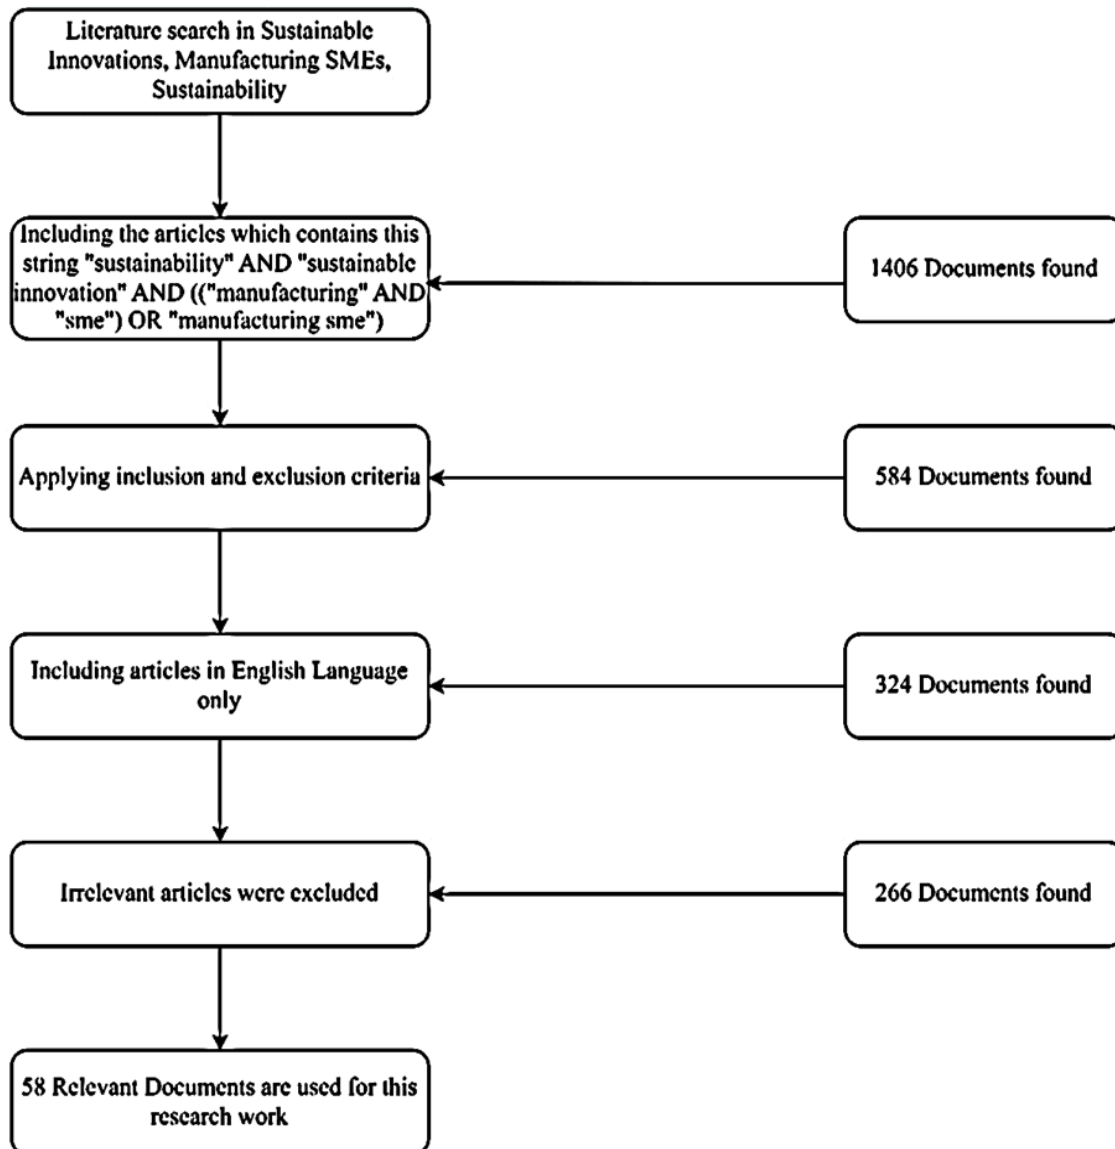 Literature search in Sustainable
Innovations, Manufacturing SMEs,
Sustainability
Including the articles which contains this
string "sustainability" AND "sustainable
innovation" AND (("manufacturing" AND
"sme") OR "manufacturing sme")
1406 Documents found
Applying inclusion and exclusion criteria
584 Documents found
Including articles in English Language
only
324 Documents found
Irrelevant articles were excluded
266 Documents found
58 Relevant Documents are used for this
research work